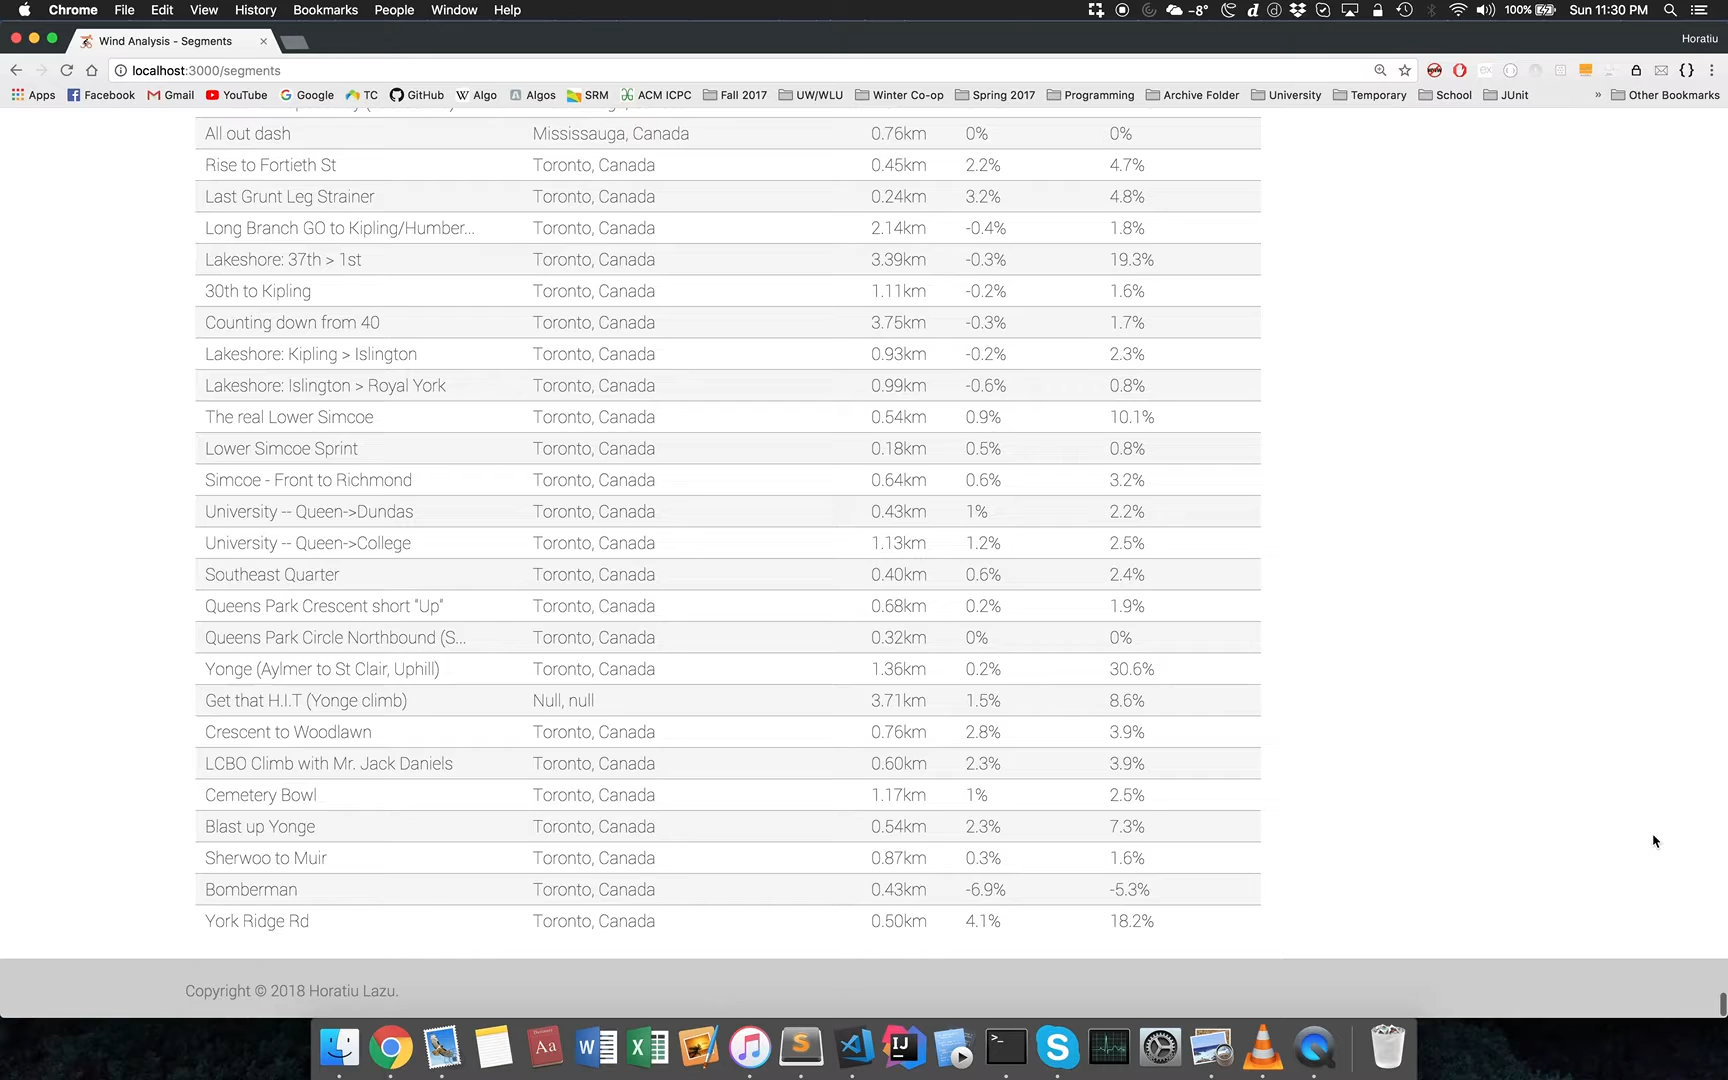 Chrome File Edit View History Bookmarks People Window Help -8° 100% Sun 11:30 PM
Wind Analysis - Segments Horatiu
localhost:3000/segments
Apps Facebook Gmail YouTube Google TC GitHub Algo Algos SRM ACM ICPC Fall 2017 UW/WLU Winter Co-op Spring 2017 Programming Archive Folder University Temporary School JUnit » Other Bookmarks
All out dash Mississauga, Canada 0.76km 0% 0%
Rise to Fortieth St Toronto, Canada 0.45km 2.2% 4.7%
Last Grunt Leg Strainer Toronto, Canada 0.24km 3.2% 4.8%
Long Branch GO to Kipling/Humber... Toronto, Canada 2.14km -0.4% 1.8%
Lakeshore: 37th > 1st Toronto, Canada 3.39km -0.3% 19.3%
30th to Kipling Toronto, Canada 1.11km -0.2% 1.6%
Counting down from 40 Toronto, Canada 3.75km -0.3% 1.7%
Lakeshore: Kipling > Islington Toronto, Canada 0.93km -0.2% 2.3%
Lakeshore: Islington > Royal York Toronto, Canada 0.99km -0.6% 0.8%
The real Lower Simcoe Toronto, Canada 0.54km 0.9% 10.1%
Lower Simcoe Sprint Toronto, Canada 0.18km 0.5% 0.8%
Simcoe - Front to Richmond Toronto, Canada 0.64km 0.6% 3.2%
University -- Queen->Dundas Toronto, Canada 0.43km 1% 2.2%
University -- Queen->College Toronto, Canada 1.13km 1.2% 2.5%
Southeast Quarter Toronto, Canada 0.40km 0.6% 2.4%
Queens Park Crescent short "Up" Toronto, Canada 0.68km 0.2% 1.9%
Queens Park Circle Northbound (S... Toronto, Canada 0.32km 0% 0%
Yonge (Aylmer to St Clair, Uphill) Toronto, Canada 1.36km 0.2% 30.6%
Get that H.I.T (Yonge climb) Null, null 3.71km 1.5% 8.6%
Crescent to Woodlawn Toronto, Canada 0.76km 2.8% 3.9%
LCBO Climb with Mr. Jack Daniels Toronto, Canada 0.60km 2.3% 3.9%
Cemetery Bowl Toronto, Canada 1.17km 1% 2.5%
Blast up Yonge Toronto, Canada 0.54km 2.3% 7.3%
Sherwoo to Muir Toronto, Canada 0.87km 0.3% 1.6%
Bomberman Toronto, Canada 0.43km -6.9% -5.3%
York Ridge Rd Toronto, Canada 0.50km 4.1% 18.2%
Copyright © 2018 Horatiu Lazu.